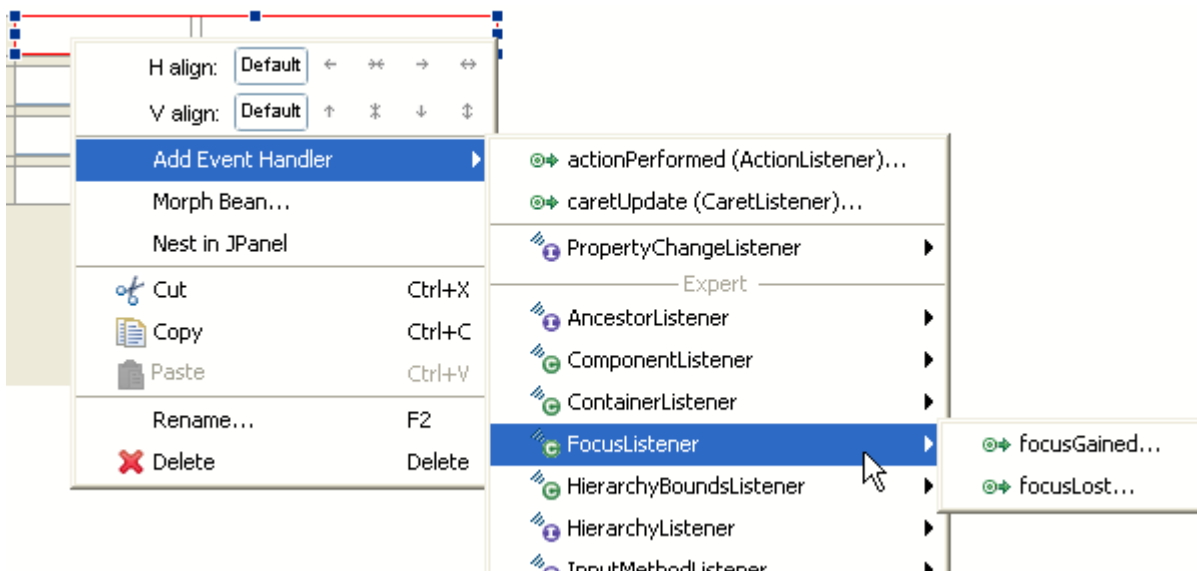 H align: Default
V align: Default
Add Event Handler
Morph Bean...
Nest in JPanel
Cut Ctrl+X
Copy Ctrl+C
Paste Ctrl+V
Rename... F2
Delete Delete
actionPerformed (ActionListener)...
caretUpdate (CaretListener)...
PropertyChangeListener
Expert
AncestorListener
ComponentListener
ContainerListener
FocusListener
HierarchyBoundsListener
HierarchyListener
InputMethodListener
focusGained...
focusLost...